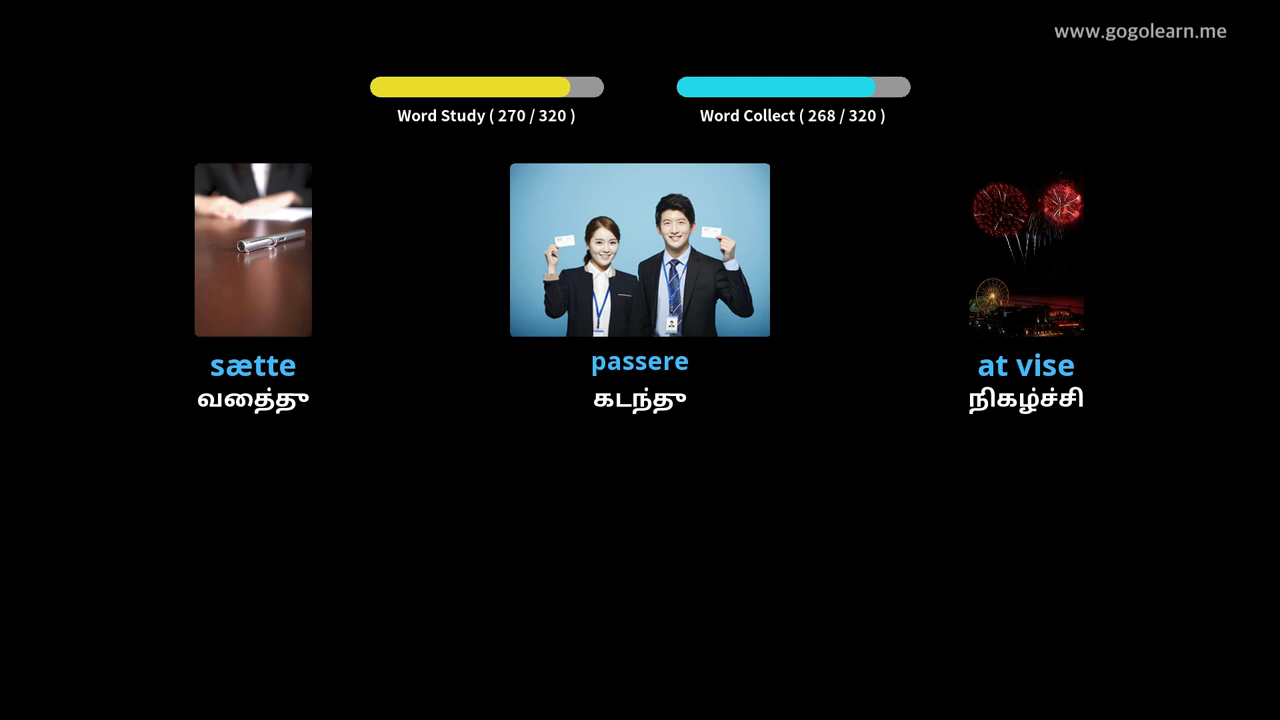 www.gogolearn.me
Word Study ( 270 / 320 )
Word Collect ( 268 / 320 )
sætte
வதைத்து
passere
கடந்து
at vise
நிகழ்ச்சி